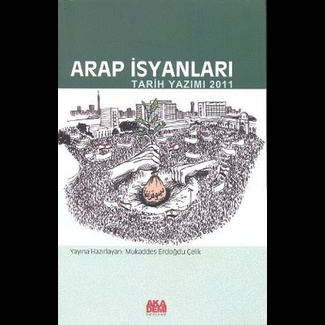 ARAP İSYANLARI
TARİH YAZIMI 2011
Yayına Hazırlayan: Mukaddes Erdoğdu Çelik
AKA
DEMİ